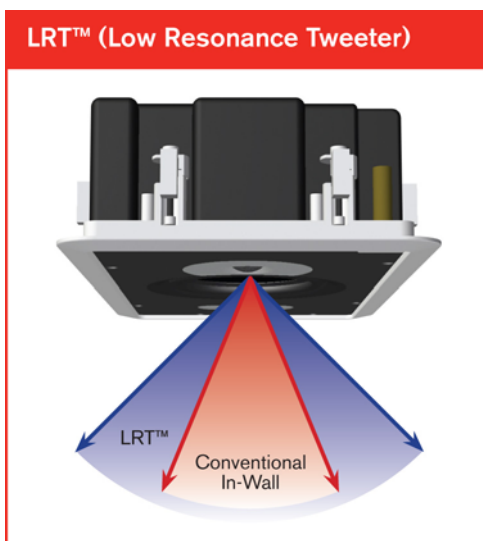 LRT™ (Low Resonance Tweeter)
LRT™
Conventional
In-Wall